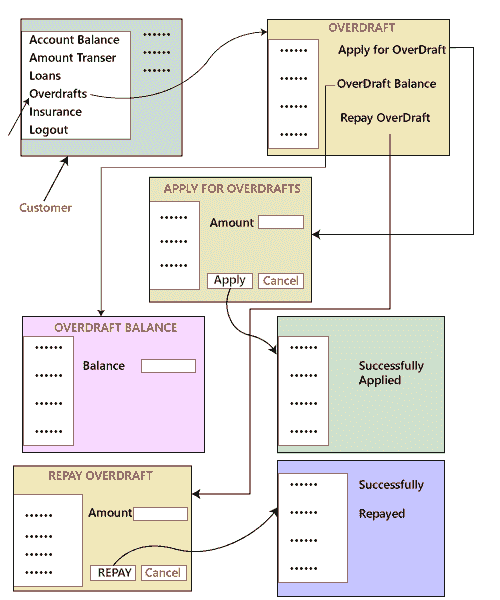 Account Balance
Amount Transer
Loans
Overdrafts
Insurance
Logout
Customer
OVERDRAFT
Apply for OverDraft
OverDraft Balance
Repay OverDraft
APPLY FOR OVERDRAFTS
Amount
Apply Cancel
OVERDRAFT BALANCE
Balance
Successfully
Applied
REPAY OVERDRAFT
Amount
REPAY Cancel
Successfully
Repayed